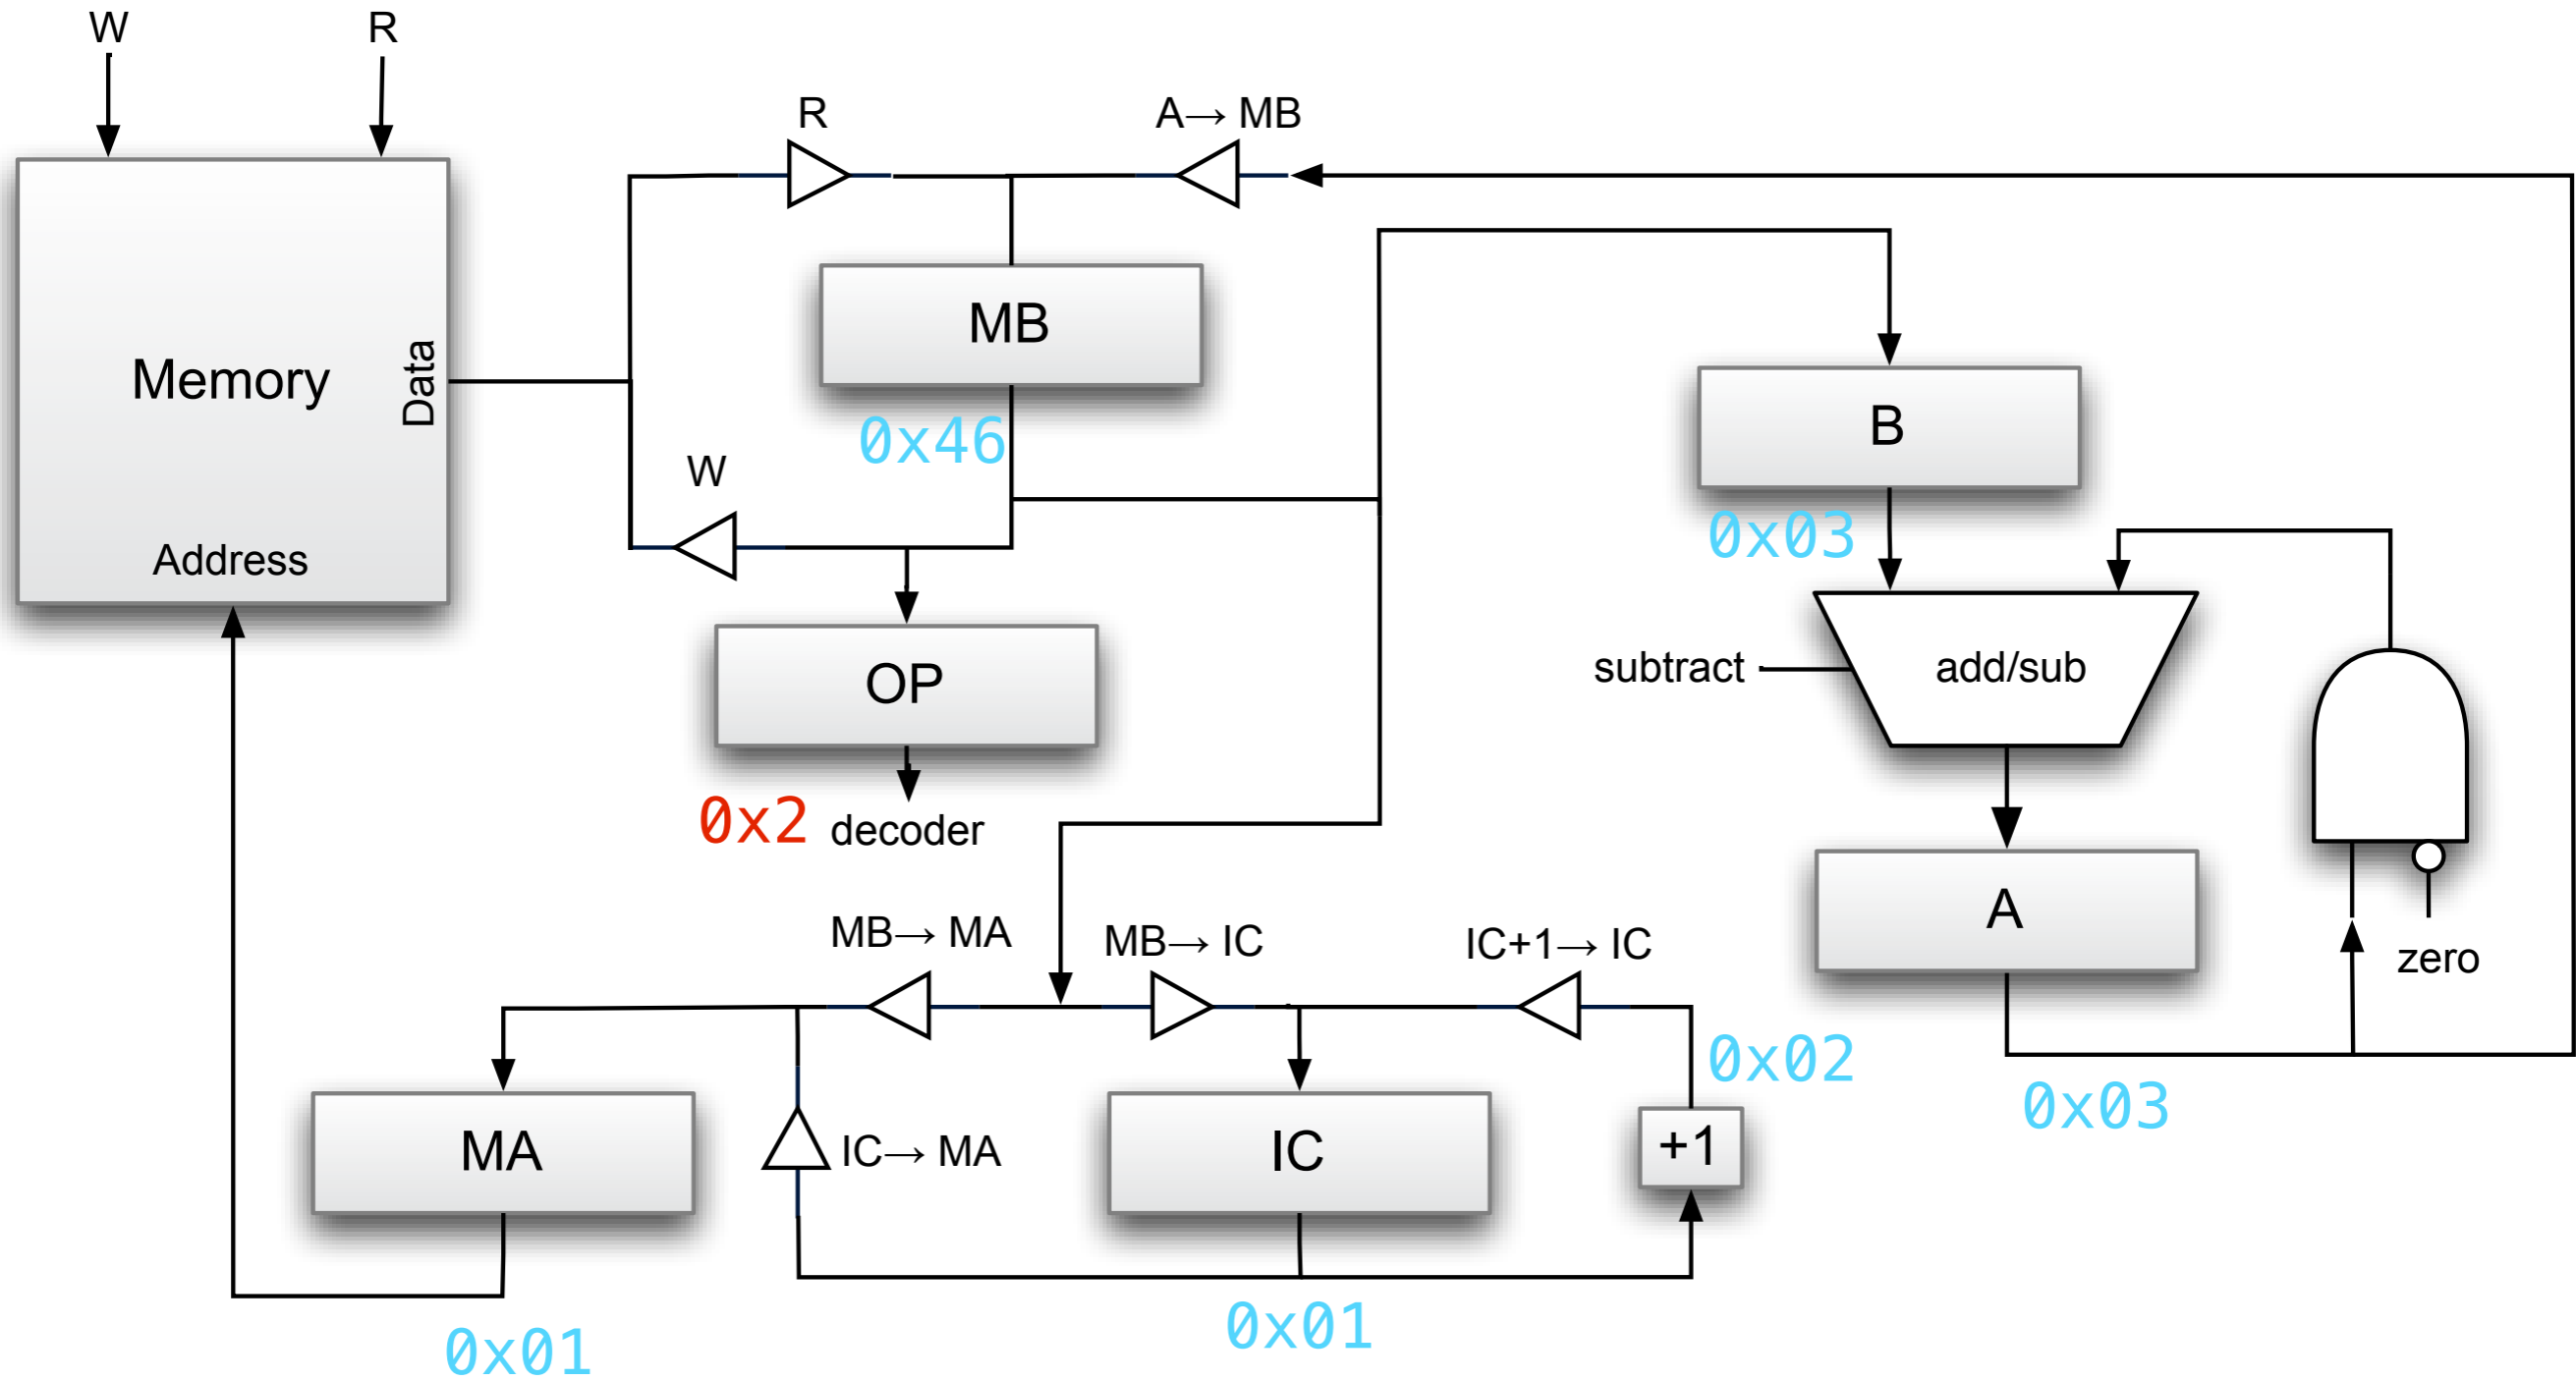 W
R
R
A→ MB
MB
Memory
Data
B
0x46
W
0x03
Address
subtract
add/sub
OP
0x2
decoder
A
MB→ MA
MB→ IC
IC+1→ IC
zero
0x02
0x03
MA
IC→ MA
IC
+1
0x01
0x01